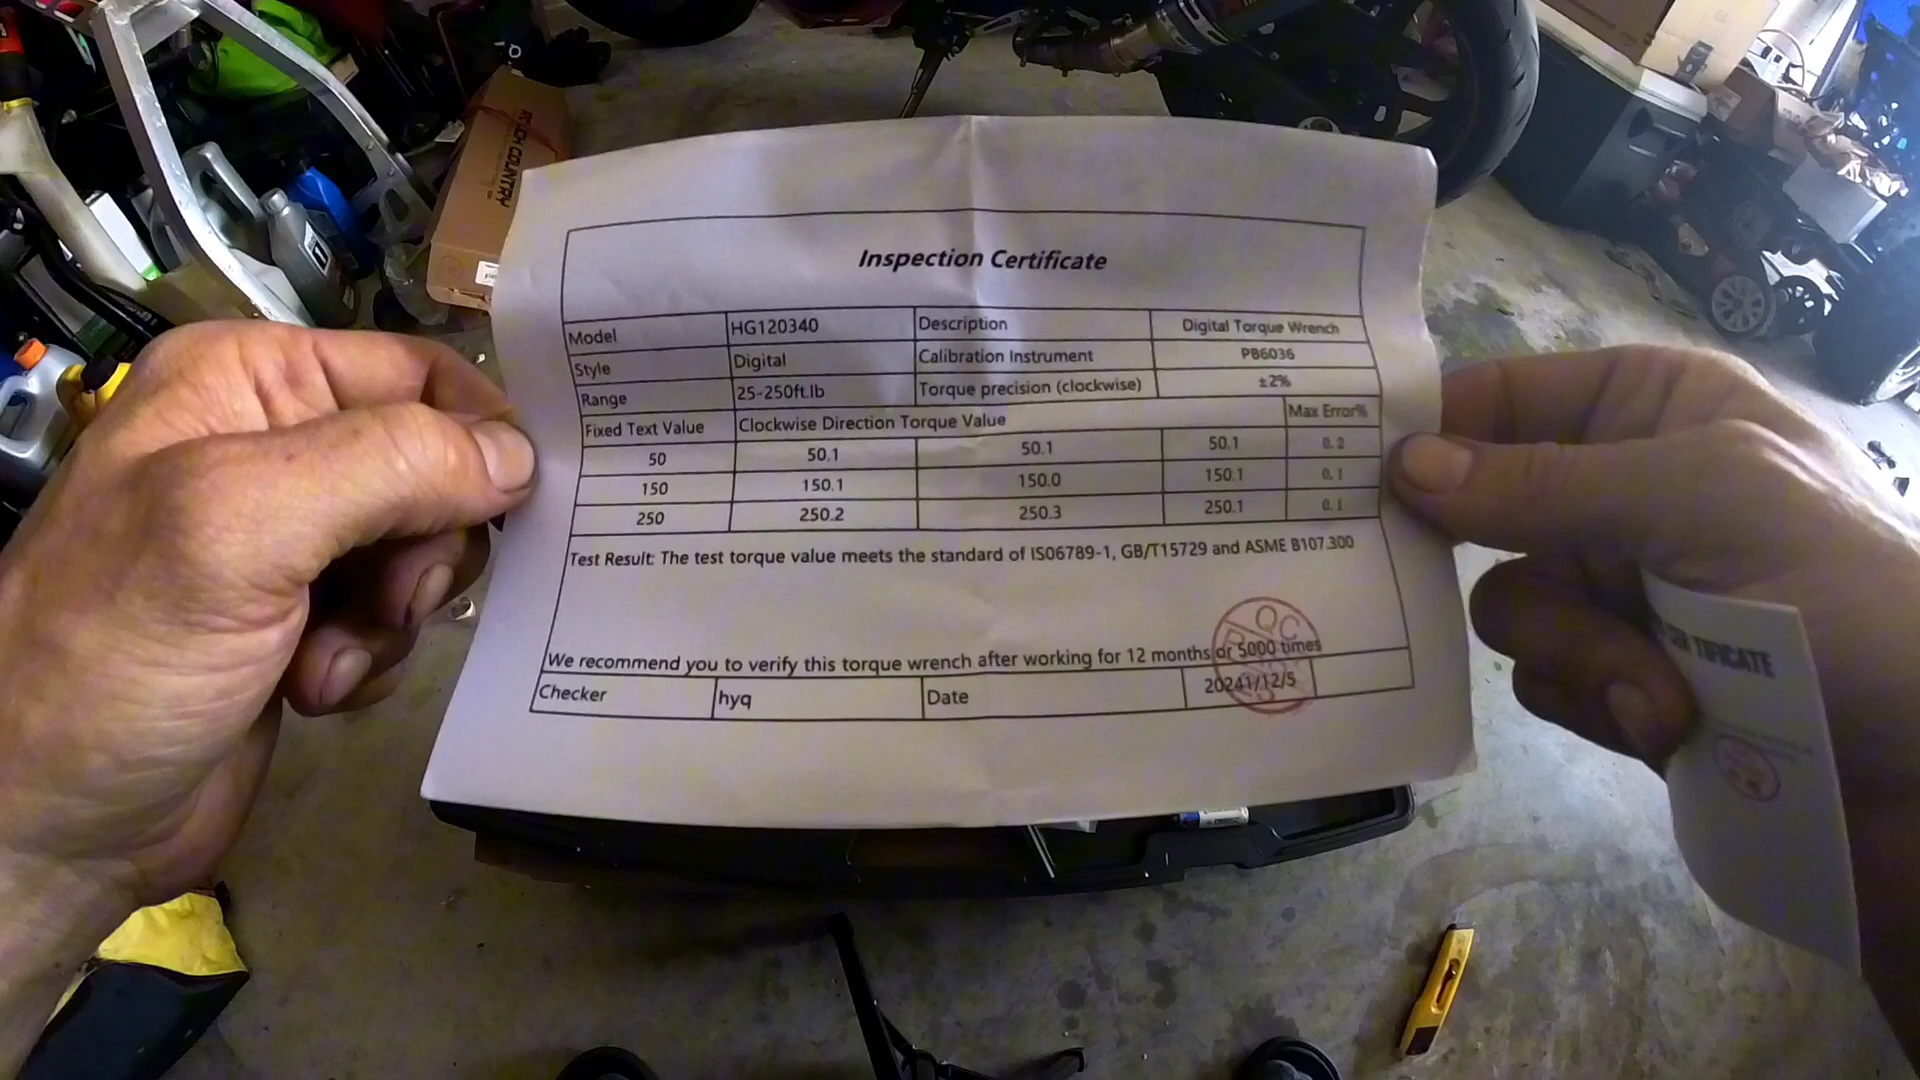 ROUGH COUNTRY
Inspection Certificate
Model HG120340 Description Digital Torque Wrench
Style Digital Calibration Instrument PB6036
Range 25-250ft.lb Torque precision (clockwise) ±2%
Fixed Text Value Clockwise Direction Torque Value Max Error%
50 50.1 50.1 50.1 0.2
150 150.1 150.0 150.1 0.1
250 250.2 250.3 250.1 0.1
Test Result: The test torque value meets the standard of IS06789-1, GB/T15729 and ASME B107.300
QC
We recommend you to verify this torque wrench after working for 12 months or 5000 times
Checker hyq Date 20241/12/5
TIFICATE